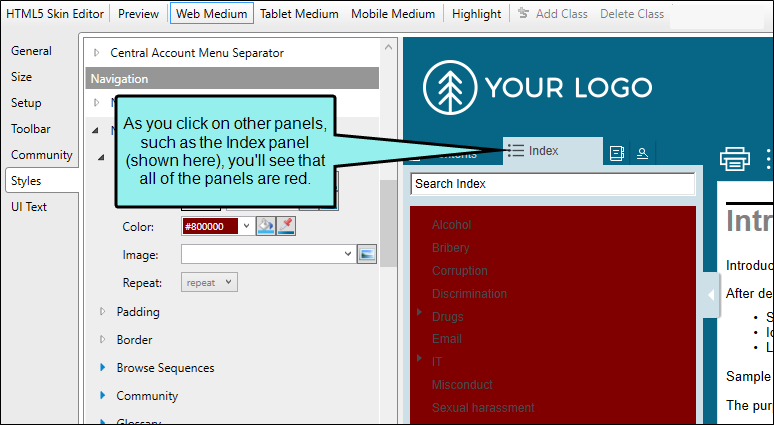 HTML5 Skin Editor Preview Web Medium Tablet Medium Mobile Medium Highlight Add Class Delete Class
General
Size
Setup
Toolbar
Community
Styles
UI Text
Central Account Menu Separator
Navigation
As you click on other panels,
such as the Index panel
(shown here), you'll see that
all of the panels are red.
Color: #800000
Image:
Repeat: repeat
Padding
Border
Browse Sequences
Community
Glossary
YOUR LOGO
Index
Search Index
Alcohol
Bribery
Corruption
Discrimination
Drugs
Email
IT
Misconduct
Sexual harassment
Intr
Introduc
After de
• S
• Ic
• L
Sample
The pur